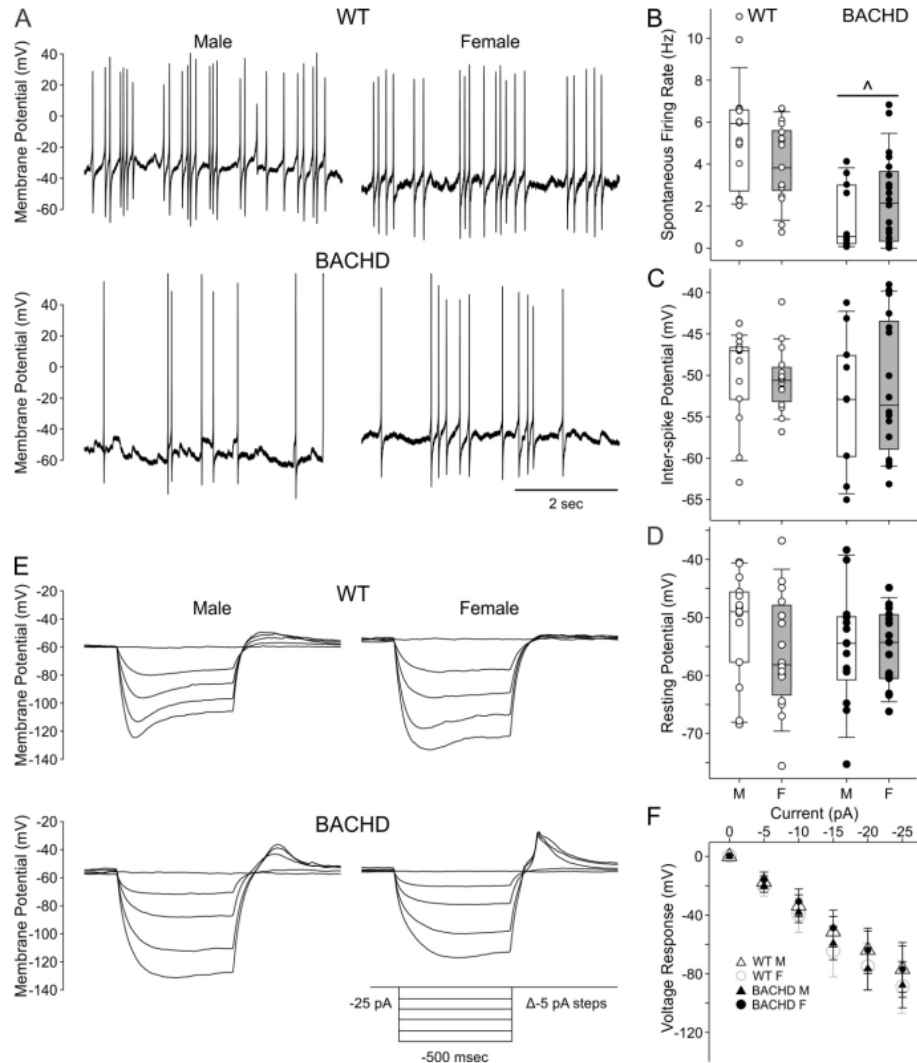 A
WT
Male
Female
Membrane Potential (mV)
40
20
0
-20
-40
-60
BACHD
Membrane Potential (mV)
40
20
0
-20
-40
-60
2 sec
B
WT
BACHD
Spontaneous Firing Rate (Hz)
10
8
6
4
2
0
^
C
Inter-spike Potential (mV)
-40
-45
-50
-55
-60
-65
D
Resting Potential (mV)
-40
-50
-60
-70
M
F
M
F
E
WT
Male
Female
Membrane Potential (mV)
-20
-40
-60
-80
-100
-120
-140
BACHD
Membrane Potential (mV)
-20
-40
-60
-80
-100
-120
-140
-25 pA
Δ-5 pA steps
-500 msec
F
Current (pA)
0 -5 -10 -15 -20 -25
Voltage Response (mV)
0
-40
-80
-120
WT M
WT F
BACHD M
BACHD F